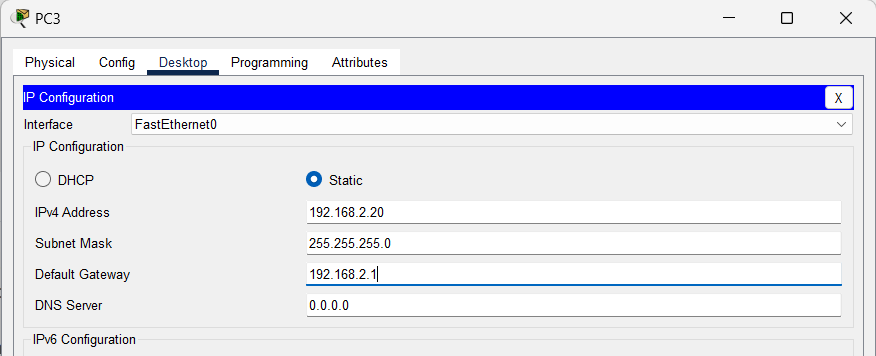 PC3
Physical Config Desktop Programming Attributes
IP Configuration X
Interface FastEthernet0
IP Configuration
DHCP Static
IPv4 Address 192.168.2.20
Subnet Mask 255.255.255.0
Default Gateway 192.168.2.1
DNS Server 0.0.0.0
IPv6 Configuration